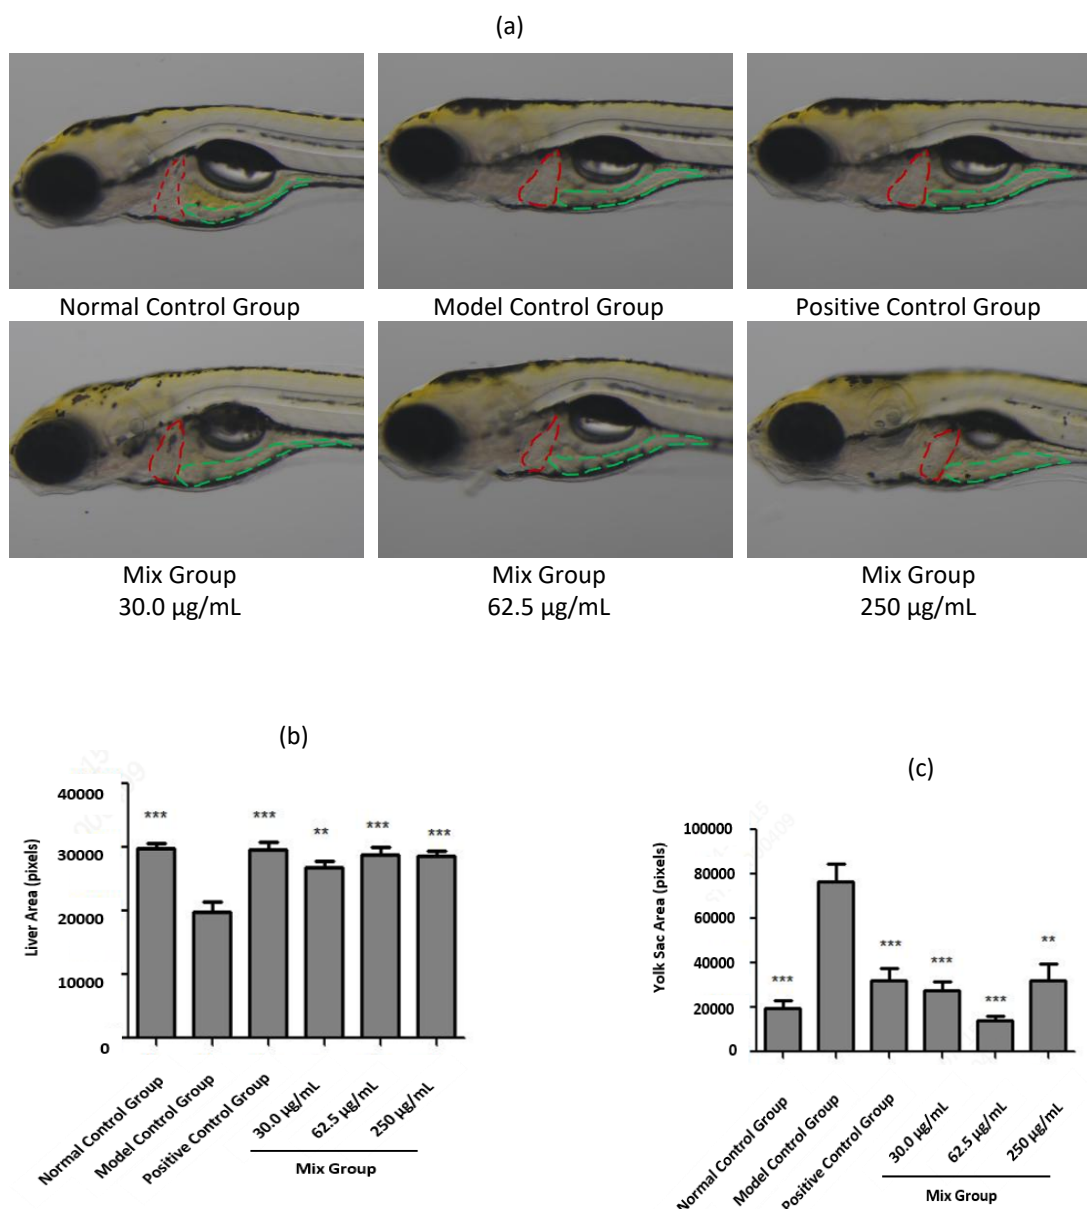 (a)
Normal Control Group
Model Control Group
Positive Control Group
Mix Group
30.0 µg/mL
Mix Group
62.5 µg/mL
Mix Group
250 µg/mL
(b)
Liver Area (pixels)
40000
30000
20000
10000
0
***
***
**
***
***
Normal Control Group
Model Control Group
Positive Control Group
30.0 µg/mL
62.5 µg/mL
250 µg/mL
Mix Group
(c)
Yolk Sac Area (pixels)
100000
80000
60000
40000
20000
0
***
***
***
***
**
Normal Control Group
Model Control Group
Positive Control Group
30.0 µg/mL
62.5 µg/mL
250 µg/mL
Mix Group